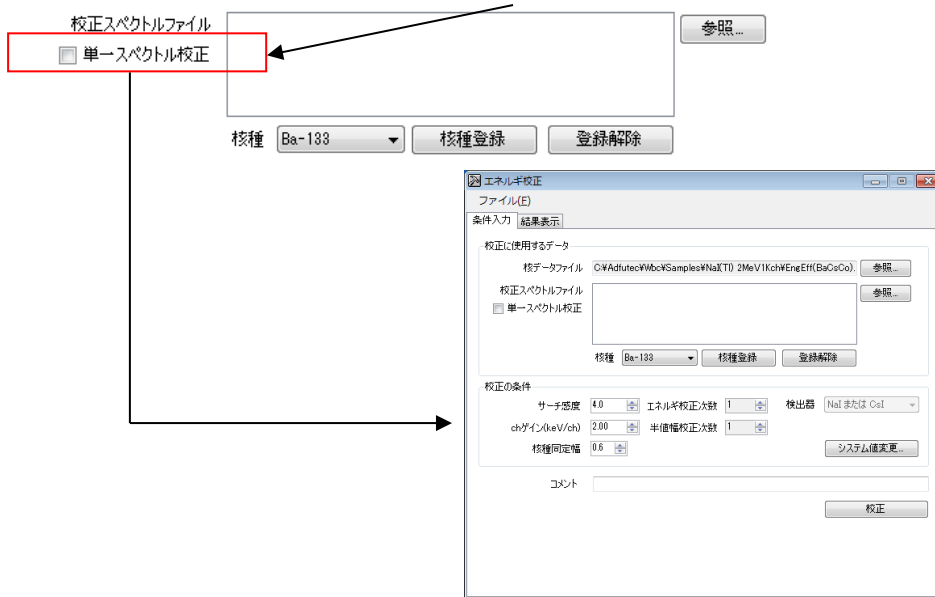 校正スペクトルファイル
参照...
単一スペクトル校正
核種 Ba-133 核種登録 登録解除
エネルギ校正
ファイル(F)
条件入力 結果表示
校正に使用するデータ
核データファイル C:¥Adfutec¥Wbc¥Samples¥NaI(Tl) 2MeV1Kch¥EngEff(BaCsCo). 参照...
校正スペクトルファイル 参照...
単一スペクトル校正
核種 Ba-133 核種登録 登録解除
校正の条件
サーチ感度 4.0 エネルギ校正次数 1 検出器 NaI または CsI
chゲイン(keV/ch) 2.00 半値幅校正次数 1
核種同定幅 0.6 システム値変更...
コメント
校正